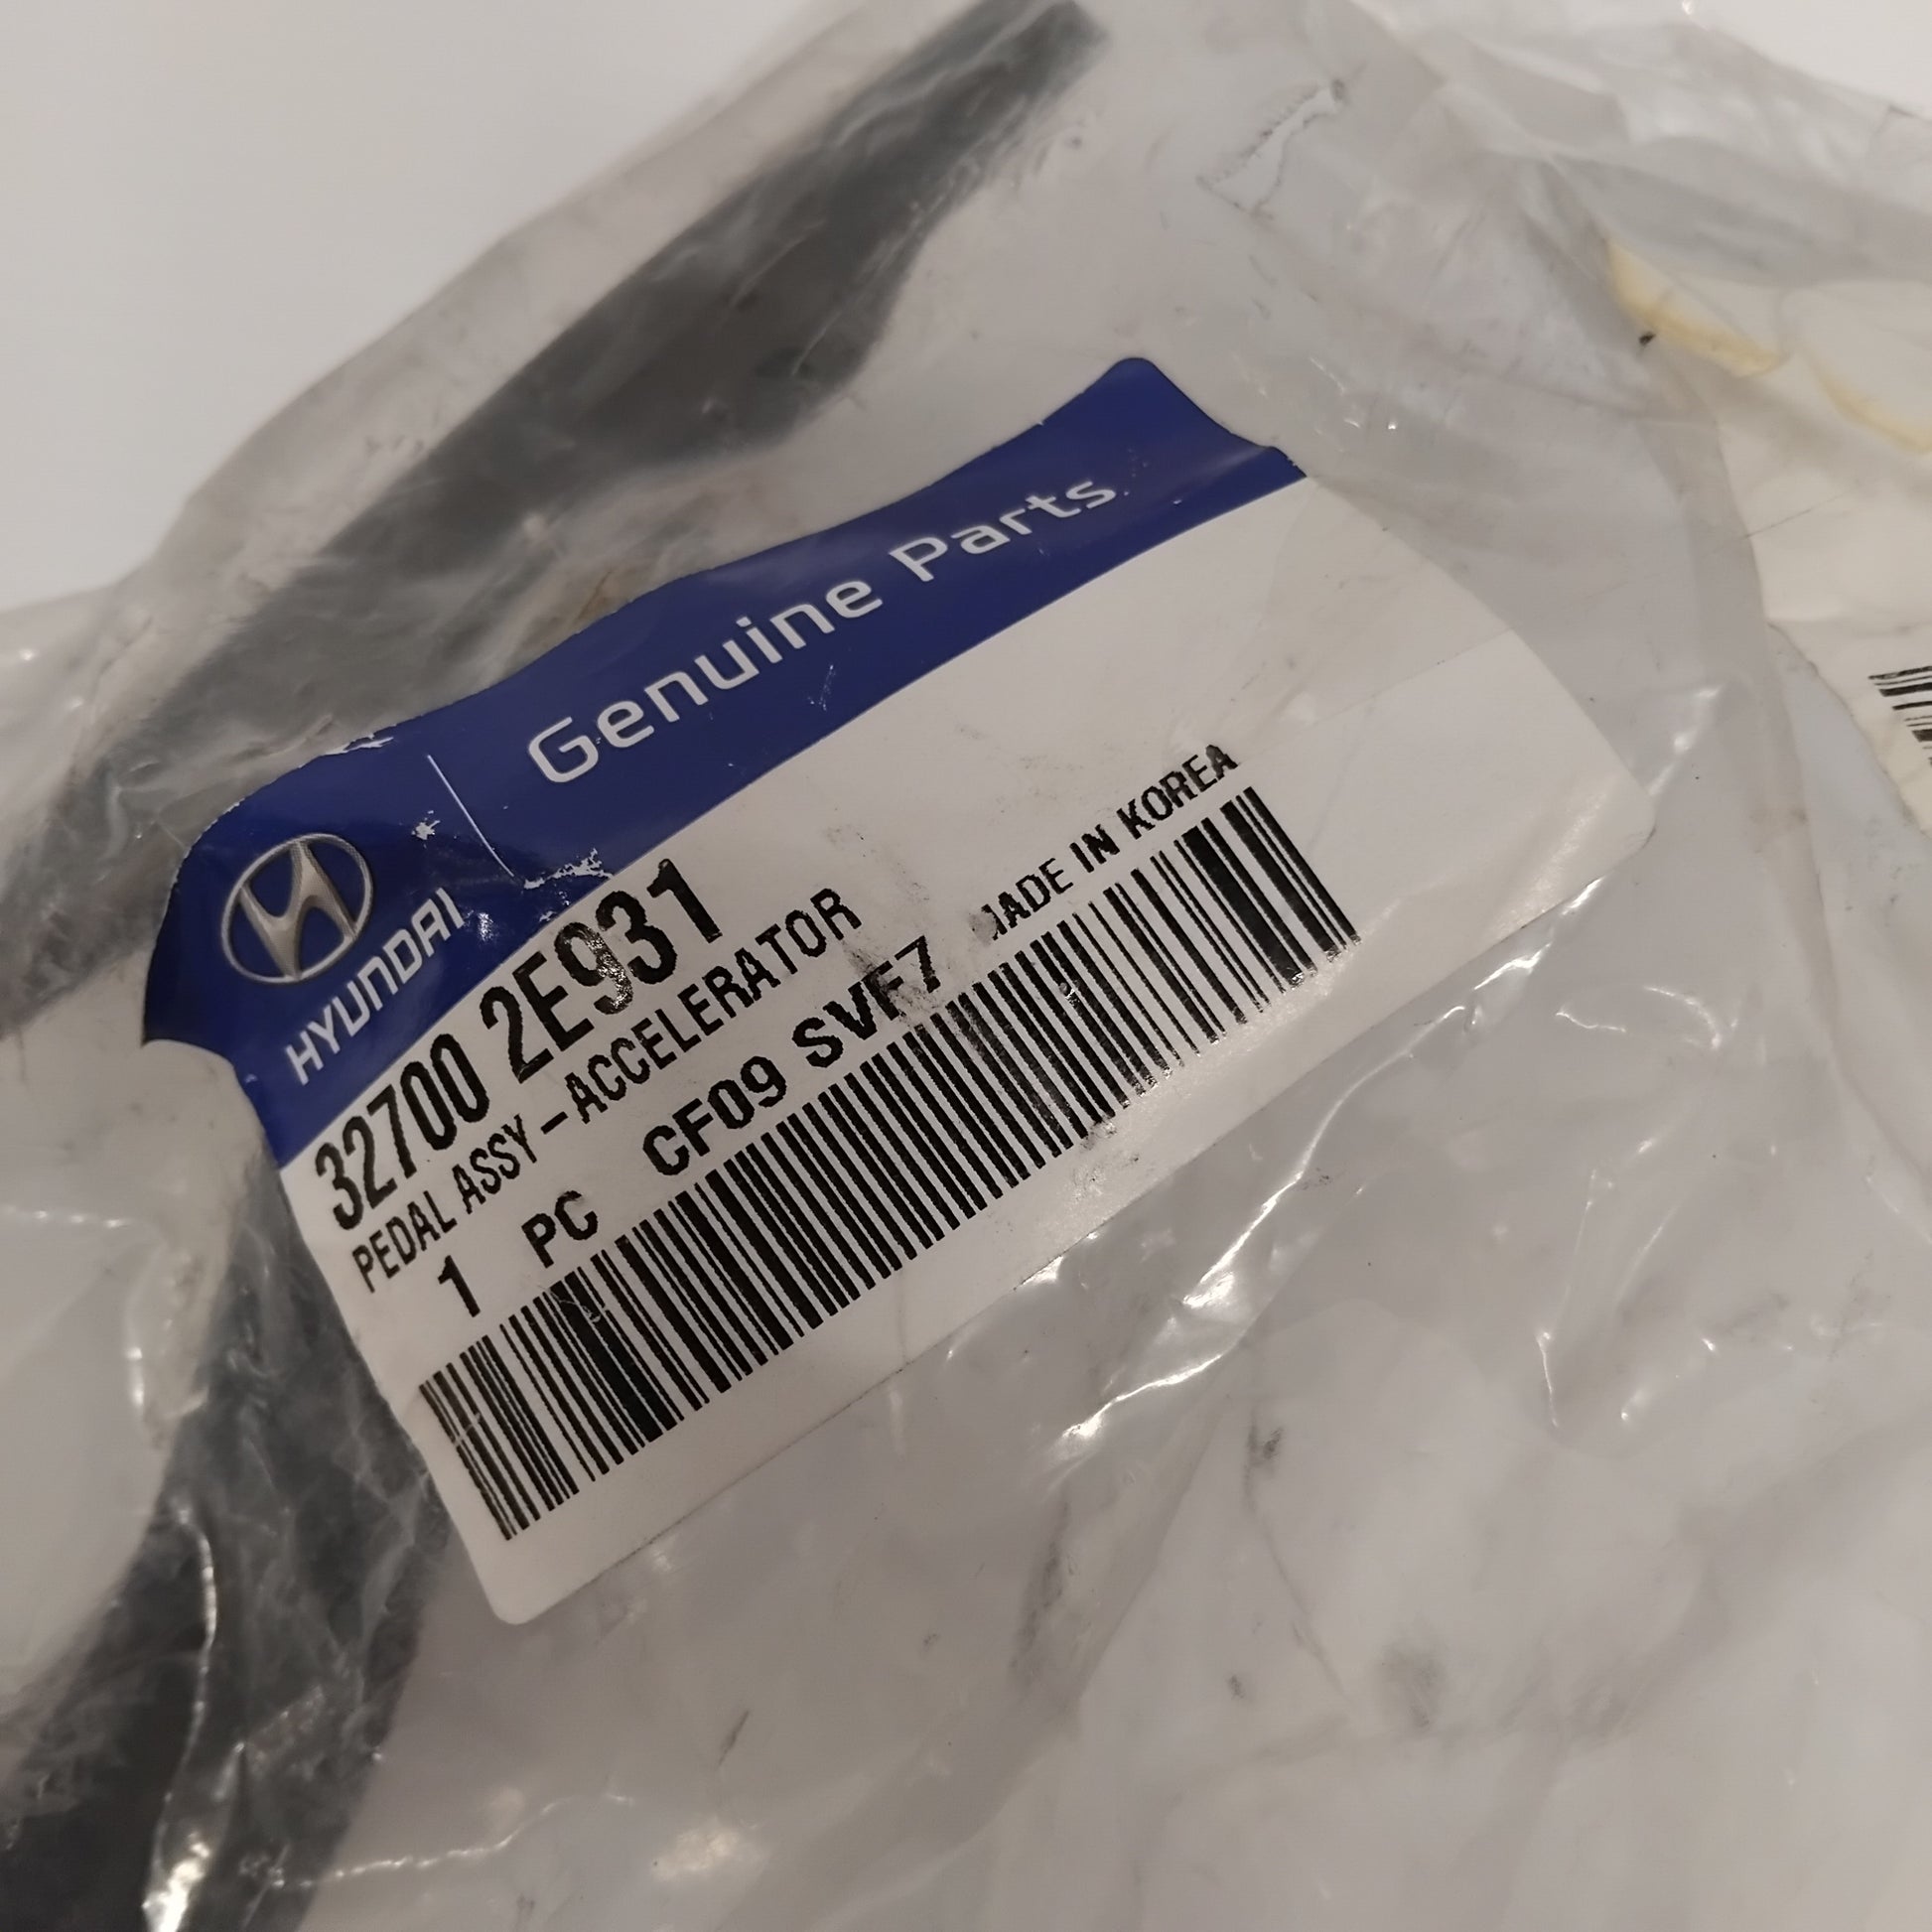 Genuine Parts
HYUNDAI
32700 2E931
PEDAL ASSY-ACCELERATOR
1 PC CF09 SVF7 MADE IN KOREA